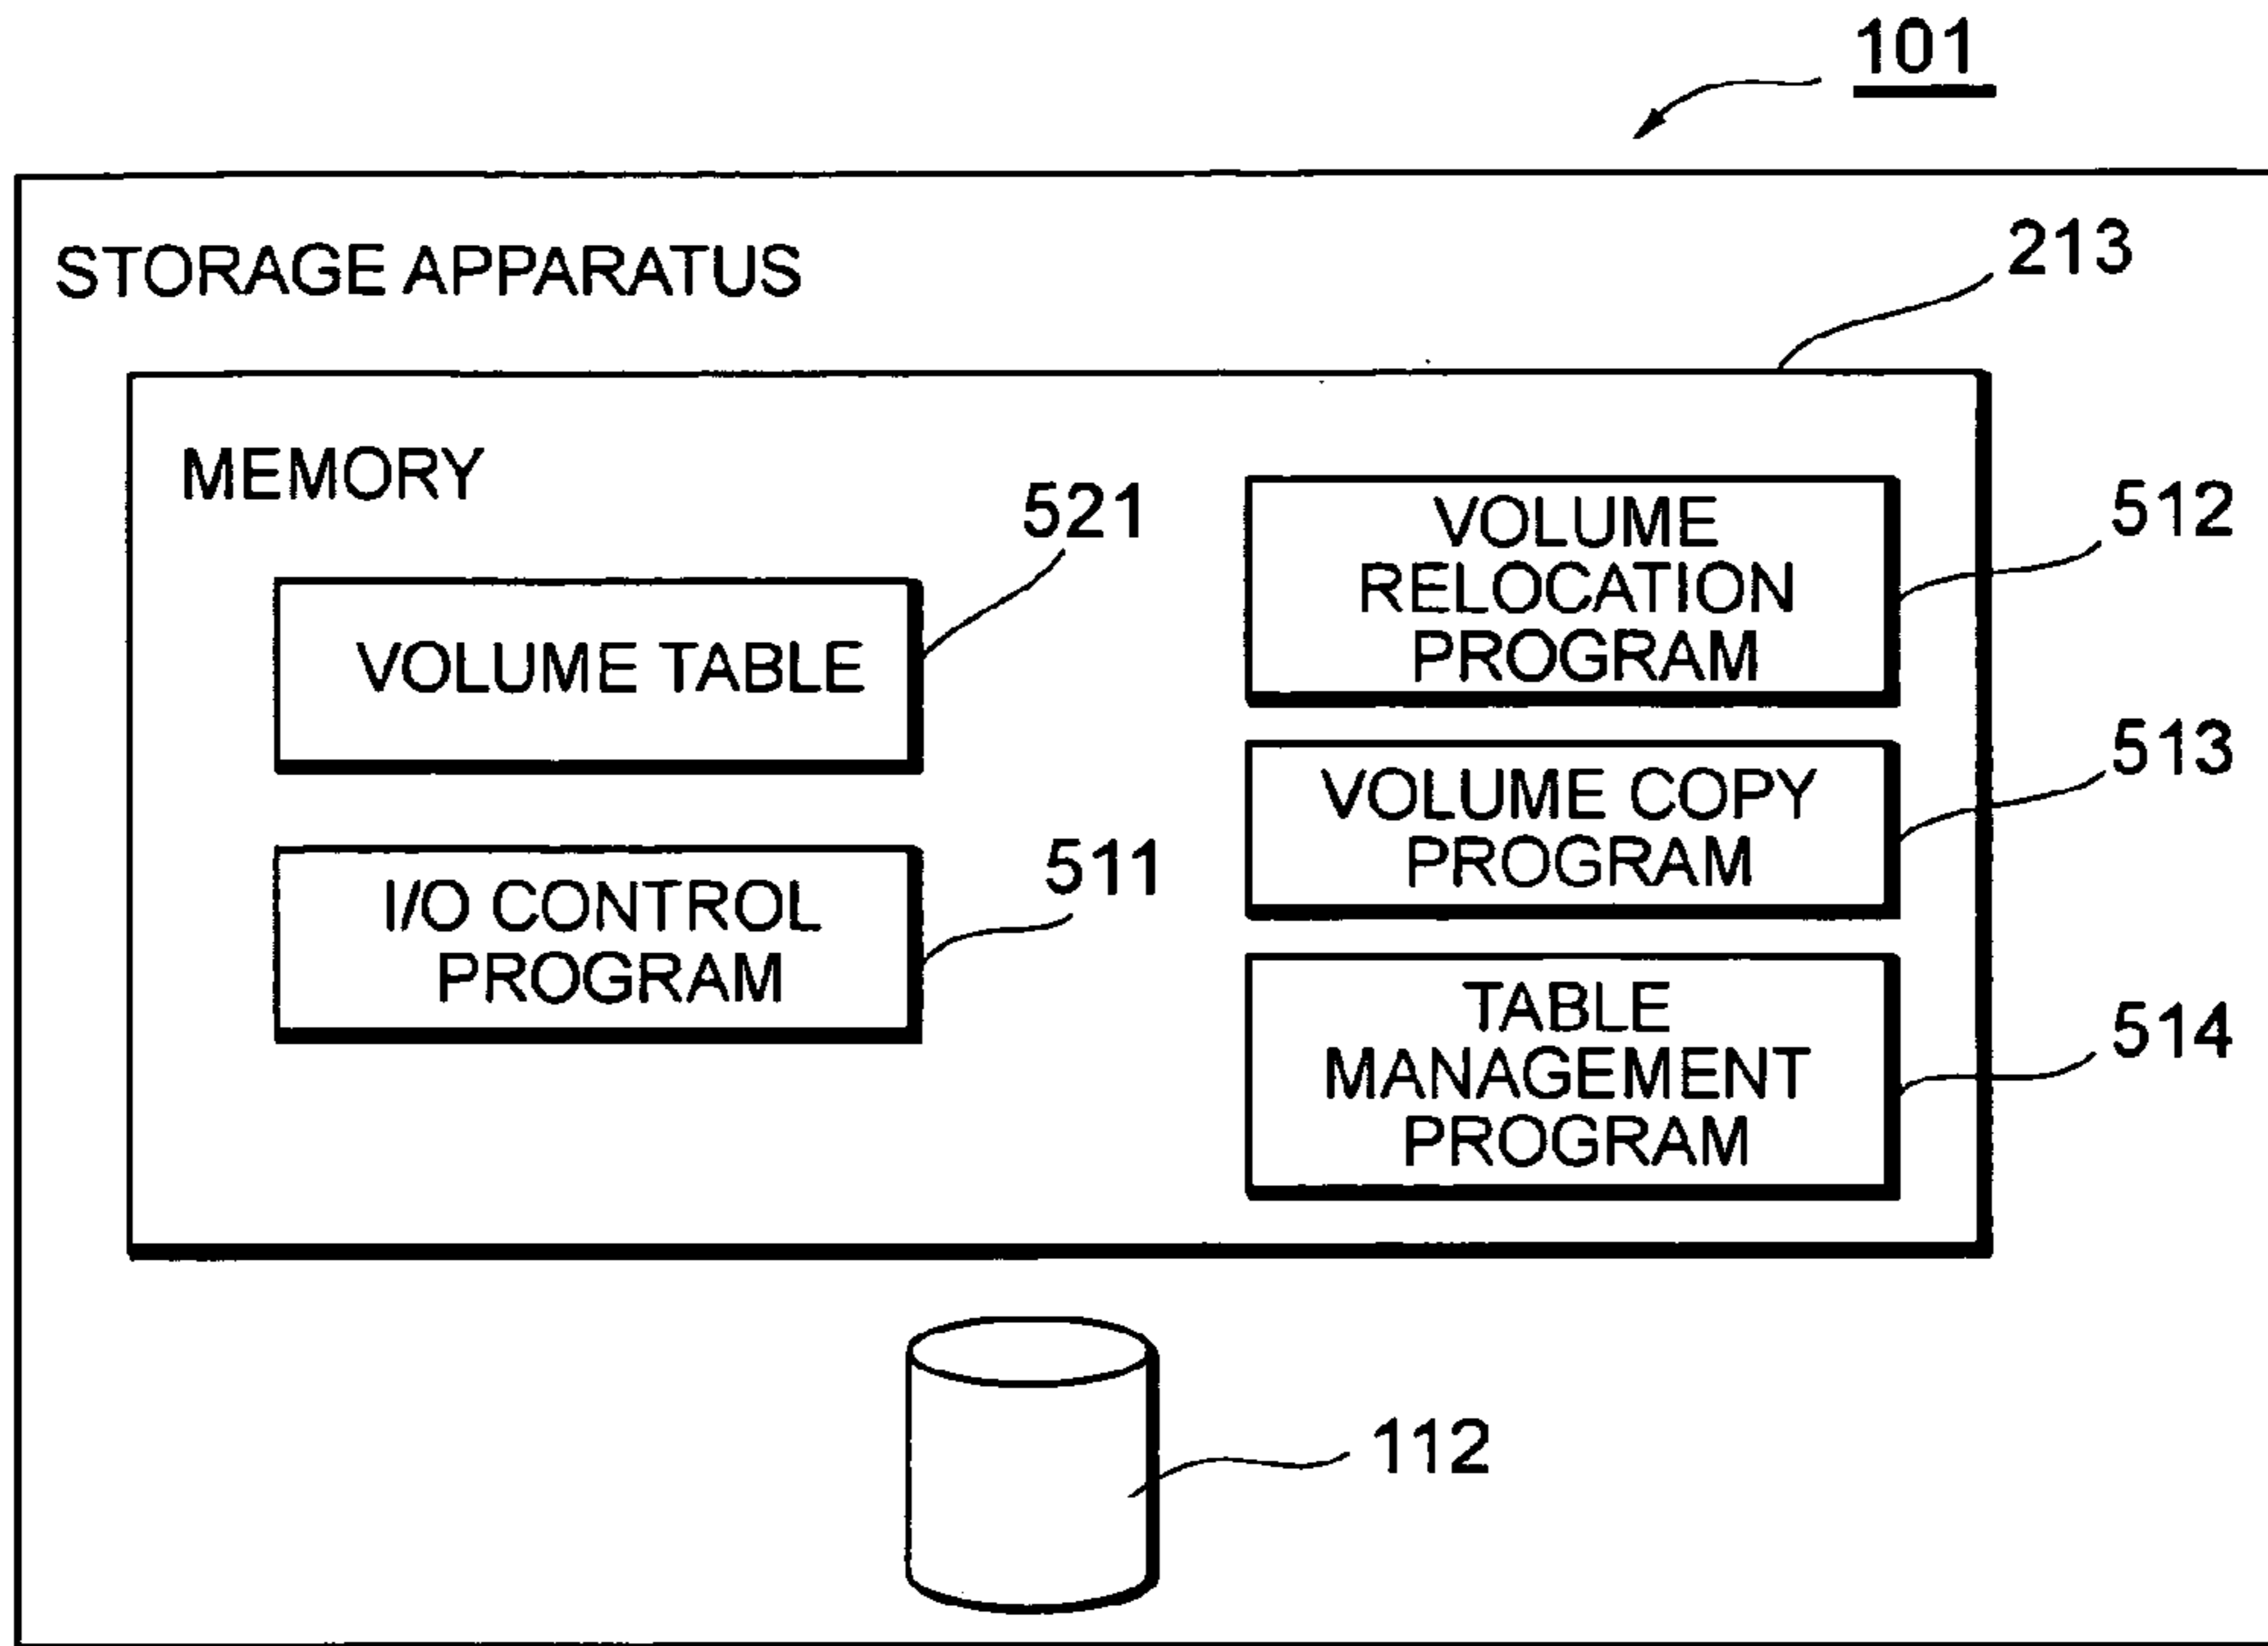 101
STORAGE APPARATUS
213
MEMORY
521
VOLUME TABLE
511
I/O CONTROL
PROGRAM
VOLUME
RELOCATION
PROGRAM
512
VOLUME COPY
PROGRAM
513
TABLE
MANAGEMENT
PROGRAM
514
112